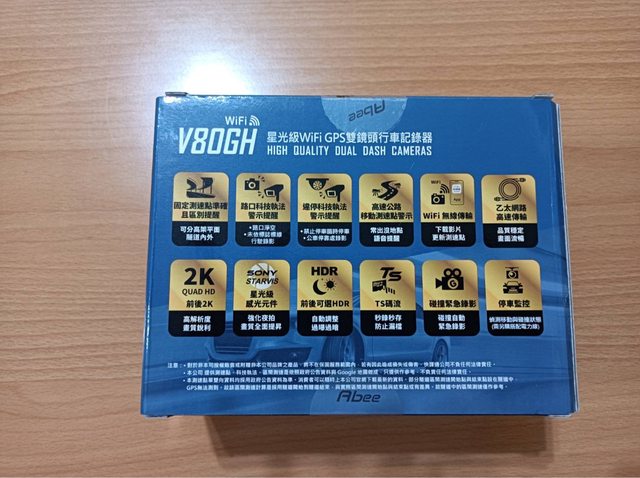 Abee
WiFi
V80GH
星光級WiFi GPS雙鏡頭行車記錄器
HIGH QUALITY DUAL DASH CAMERAS
固定測速點準確
且區別提醒
可分高架平面
隧道內外
路口科技執法
警示提醒
•路口淨空
•未依標誌標線
行駛錄影
違停科技執法
警示提醒
•禁止停車臨時停車
•公車停靠處錄影
高速公路
移動測速點警示
常出沒地點
語音提醒
WiFi
App
WiFi 無線傳輸
下載影片
更新測速點
乙太網路
高速傳輸
品質穩定
畫面流暢
2K
QUAD HD
前後2K
高解析度
畫質銳利
SONY
STARVIS
星光級
感光元件
強化夜拍
畫質全面提昇
HDR
前後可選HDR
自動調整
過曝過暗
TS
TS碼流
秒錄秒存
防止漏檔
G
碰撞緊急錄影
碰撞自動
緊急錄影
停車監控
偵測移動與碰撞狀態
(需另購搭配電力線)
Abee